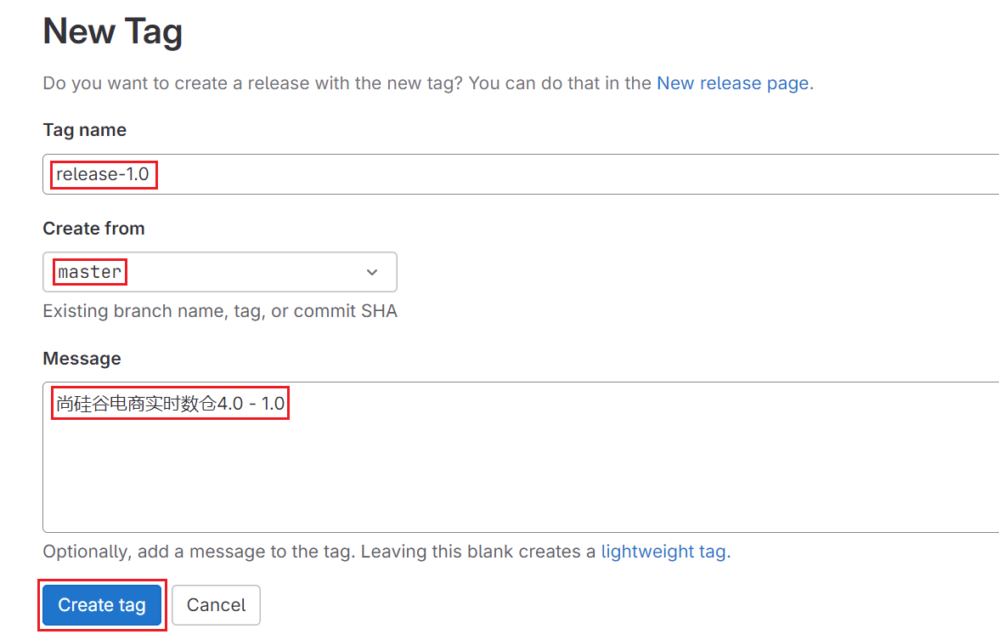 New Tag
Do you want to create a release with the new tag? You can do that in the New release page.
Tag name
release-1.0
Create from
master
Existing branch name, tag, or commit SHA
Message
尚硅谷电商实时数仓4.0 - 1.0
Optionally, add a message to the tag. Leaving this blank creates a lightweight tag.
Create tag Cancel